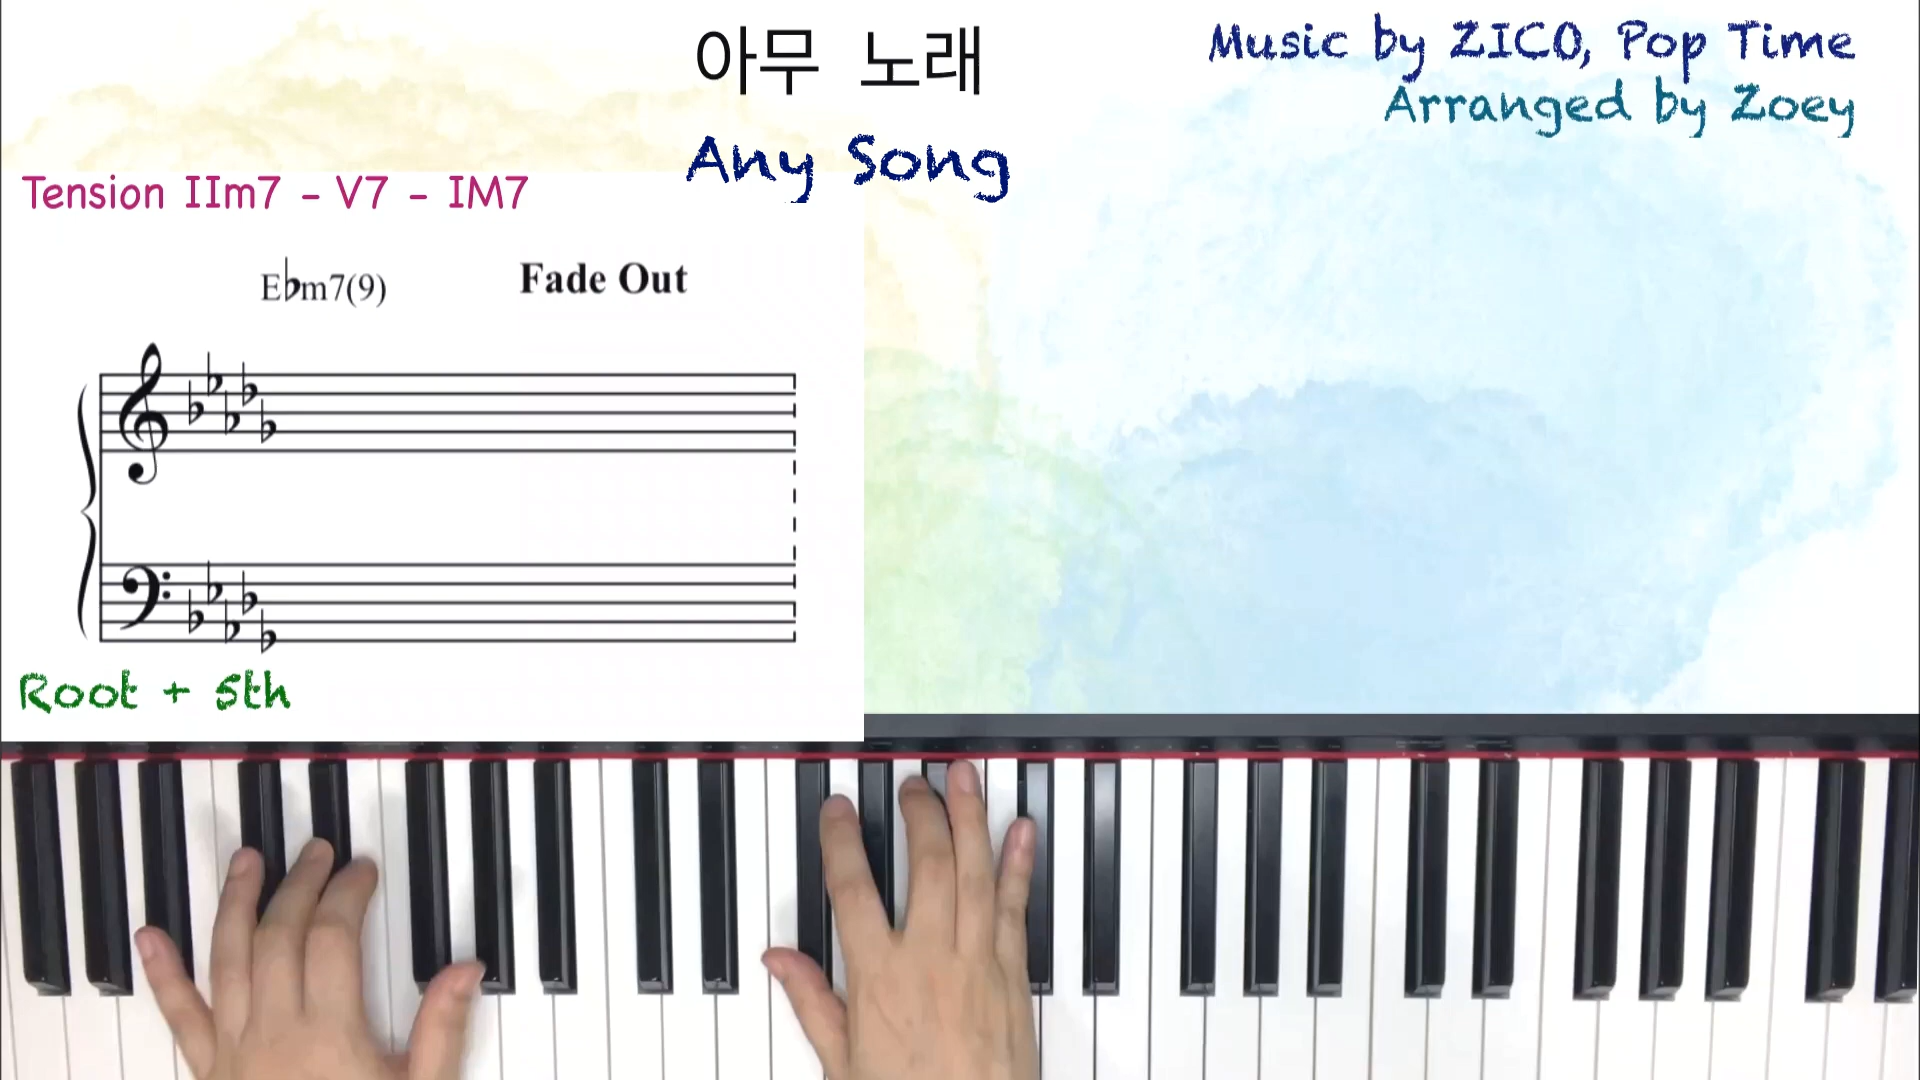 아무 노래
Any Song
Music by ZICO, Pop Time
Arranged by Zoey
Tension IIm7 - V7 - IM7
E♭m7(9)
Fade Out
Root + 5th